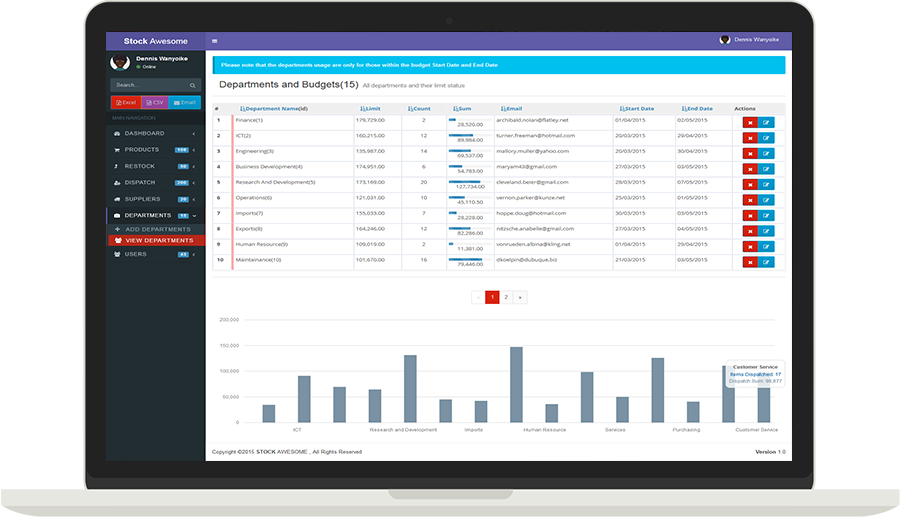 Stock Awesome
Dennis Wanyoike
Dennis Wanyoike
Online
Search...
Excel CSV Email
MAIN NAVIGATION
DASHBOARD
PRODUCTS
RESTOCK
DISPATCH
SUPPLIERS
DEPARTMENTS 15
ADD DEPARTMENTS
VIEW DEPARTMENTS
USERS
Please note that the departments usage are only for those within the budget Start Date and End Date
Departments and Budgets(15) All departments and their limit status
# Department Name(id) Limit Count Sum Email Start Date End Date Actions
1 Finance(1) 179,729.00 2 28,520.00 archibald.nolan@flatley.net 01/04/2015 02/05/2015
2 ICT(2) 160,215.00 12 89,984.00 turner.freeman@hotmail.com 20/03/2015 29/04/2015
3 Engineering(3) 135,987.00 14 69,537.00 mallory.muller@yahoo.com 20/03/2015 30/04/2015
4 Business Development(4) 174,951.00 6 54,783.00 maryam43@gmail.com 27/03/2015 03/05/2015
5 Research And Development(5) 173,169.00 20 127,734.00 cleveland.beier@gmail.com 28/03/2015 07/05/2015
6 Operations(6) 121,031.00 10 45,110.50 vernon.parker@kunze.net 25/03/2015 01/05/2015
7 Imports(7) 155,033.00 7 28,228.00 hoppe.doug@hotmail.com 30/03/2015 03/05/2015
8 Exports(8) 164,246.00 12 82,286.00 nitzsche.anabelle@gmail.com 27/03/2015 04/05/2015
9 Human Resource(9) 109,019.00 2 11,381.00 vonrueden.albina@kling.net 01/04/2015 29/04/2015
10 Maintainance(10) 101,670.00 16 79,446.00 dkoelpin@dubuque.biz 21/03/2015 03/05/2015
« 1 2 »
200,000
150,000
100,000
50,000
0
Customer Service
Items Dispatched: 17
Dispatch Sum: 98,877
ICT Research and Development Imports Human Resource Services Purchasing Customer Service
Copyright ©2015 STOCK AWESOME , All Rights Reserved Version 1.0